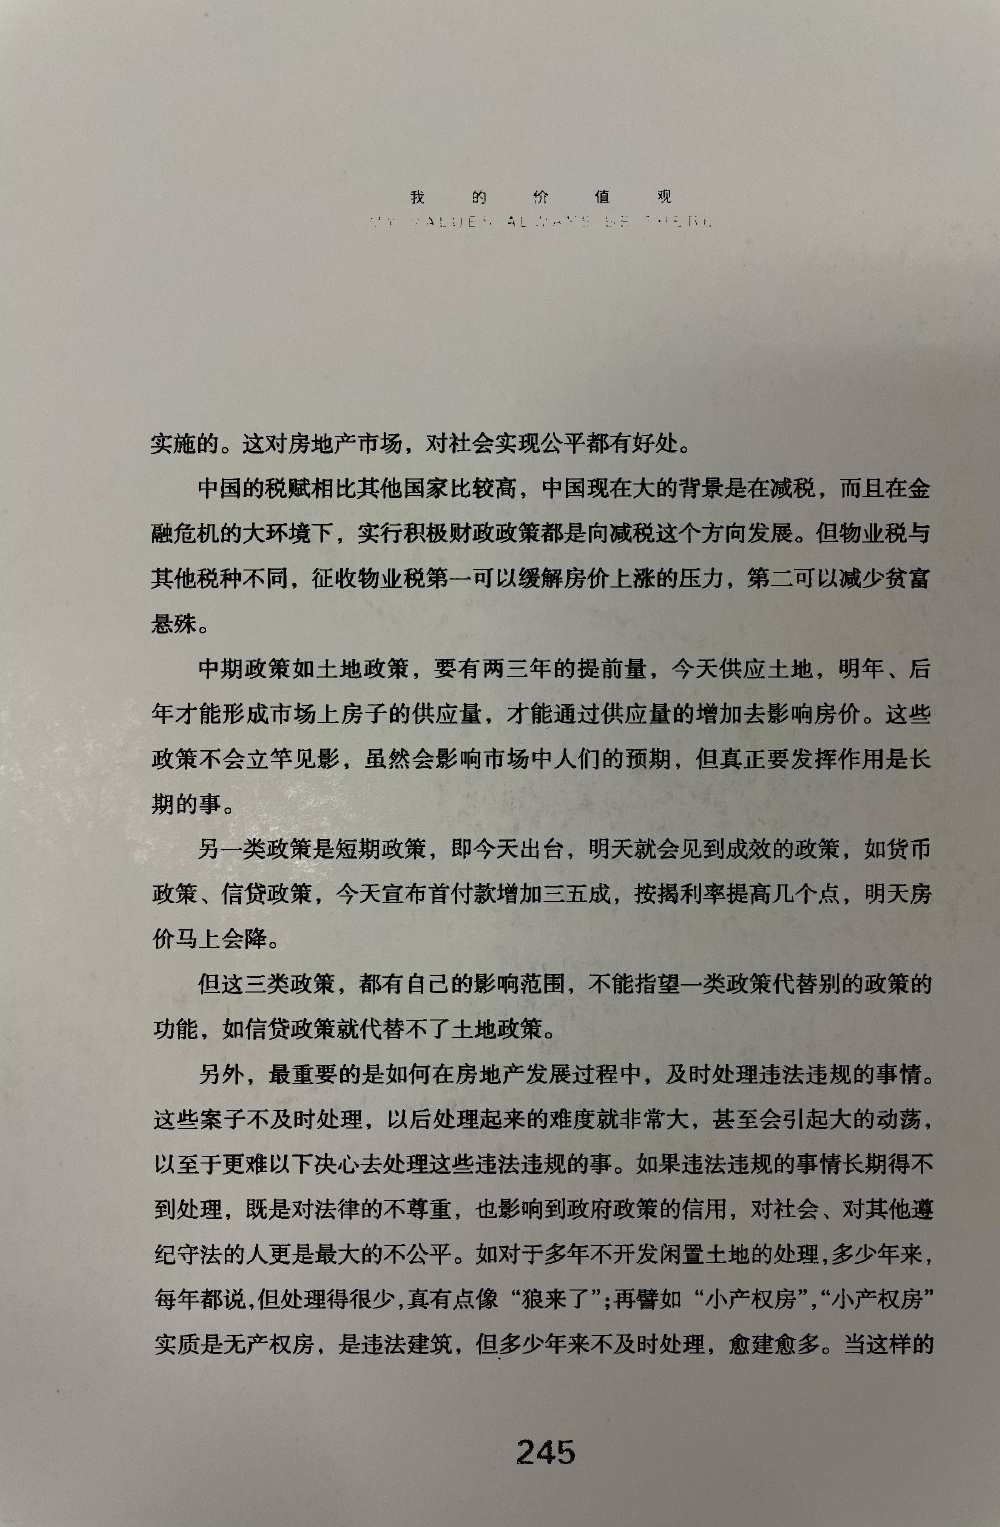 我的价值观
实施的。这对房地产市场，对社会实现公平都有好处。
中国的税赋相比其他国家比较高，中国现在大的背景是在减税，而且在金
融危机的大环境下，实行积极财政政策都是向减税这个方向发展。但物业税与
其他税种不同，征收物业税第一可以缓解房价上涨的压力，第二可以减少贫富
悬殊。
中期政策如土地政策，要有两三年的提前量，今天供应土地，明年、后
年才能形成市场上房子的供应量，才能通过供应量的增加去影响房价。这些
政策不会立竿见影，虽然会影响市场中人们的预期，但真正要发挥作用是长
期的事。
另一类政策是短期政策，即今天出台，明天就会见到成效的政策，如货币
政策、信贷政策，今天宣布首付款增加三五成，按揭利率提高几个点，明天房
价马上会降。
但这三类政策，都有自己的影响范围，不能指望一类政策代替别的政策的
功能，如信贷政策就代替不了土地政策。
另外，最重要的是如何在房地产发展过程中，及时处理违法违规的事情。
这些案子不及时处理，以后处理起来的难度就非常大，甚至会引起大的动荡，
以至于更难以下决心去处理这些违法违规的事。如果违法违规的事情长期得不
到处理，既是对法律的不尊重，也影响到政府政策的信用，对社会、对其他遵
纪守法的人更是最大的不公平。如对于多年不开发闲置土地的处理，多少年来，
每年都说，但处理得很少，真有点像“狼来了”；再譬如“小产权房”，“小产权房”
实质是无产权房，是违法建筑，但多少年来不及时处理，愈建愈多。当这样的
245